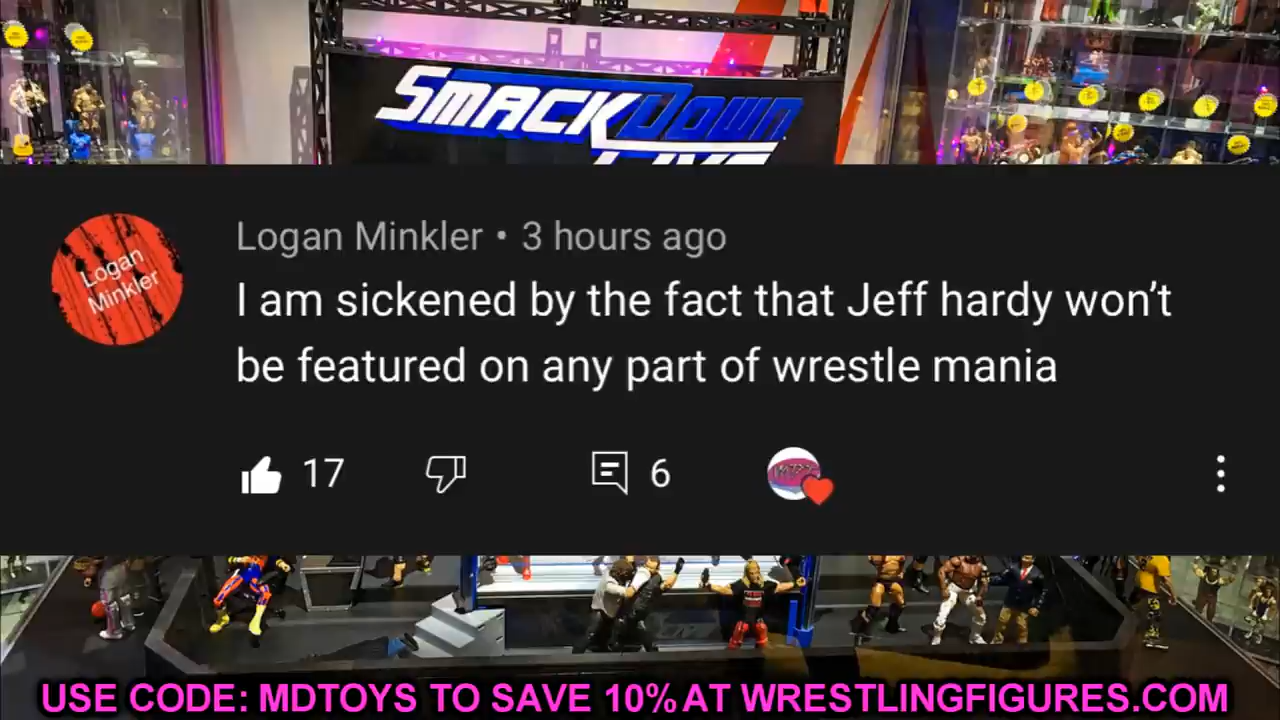 SMACKDOWN
LIVE
Logan Minkler • 3 hours ago
Logan
Minkler
I am sickened by the fact that Jeff hardy won't
be featured on any part of wrestle mania
17
6
USE CODE: MDTOYS TO SAVE 10% AT WRESTLINGFIGURES.COM